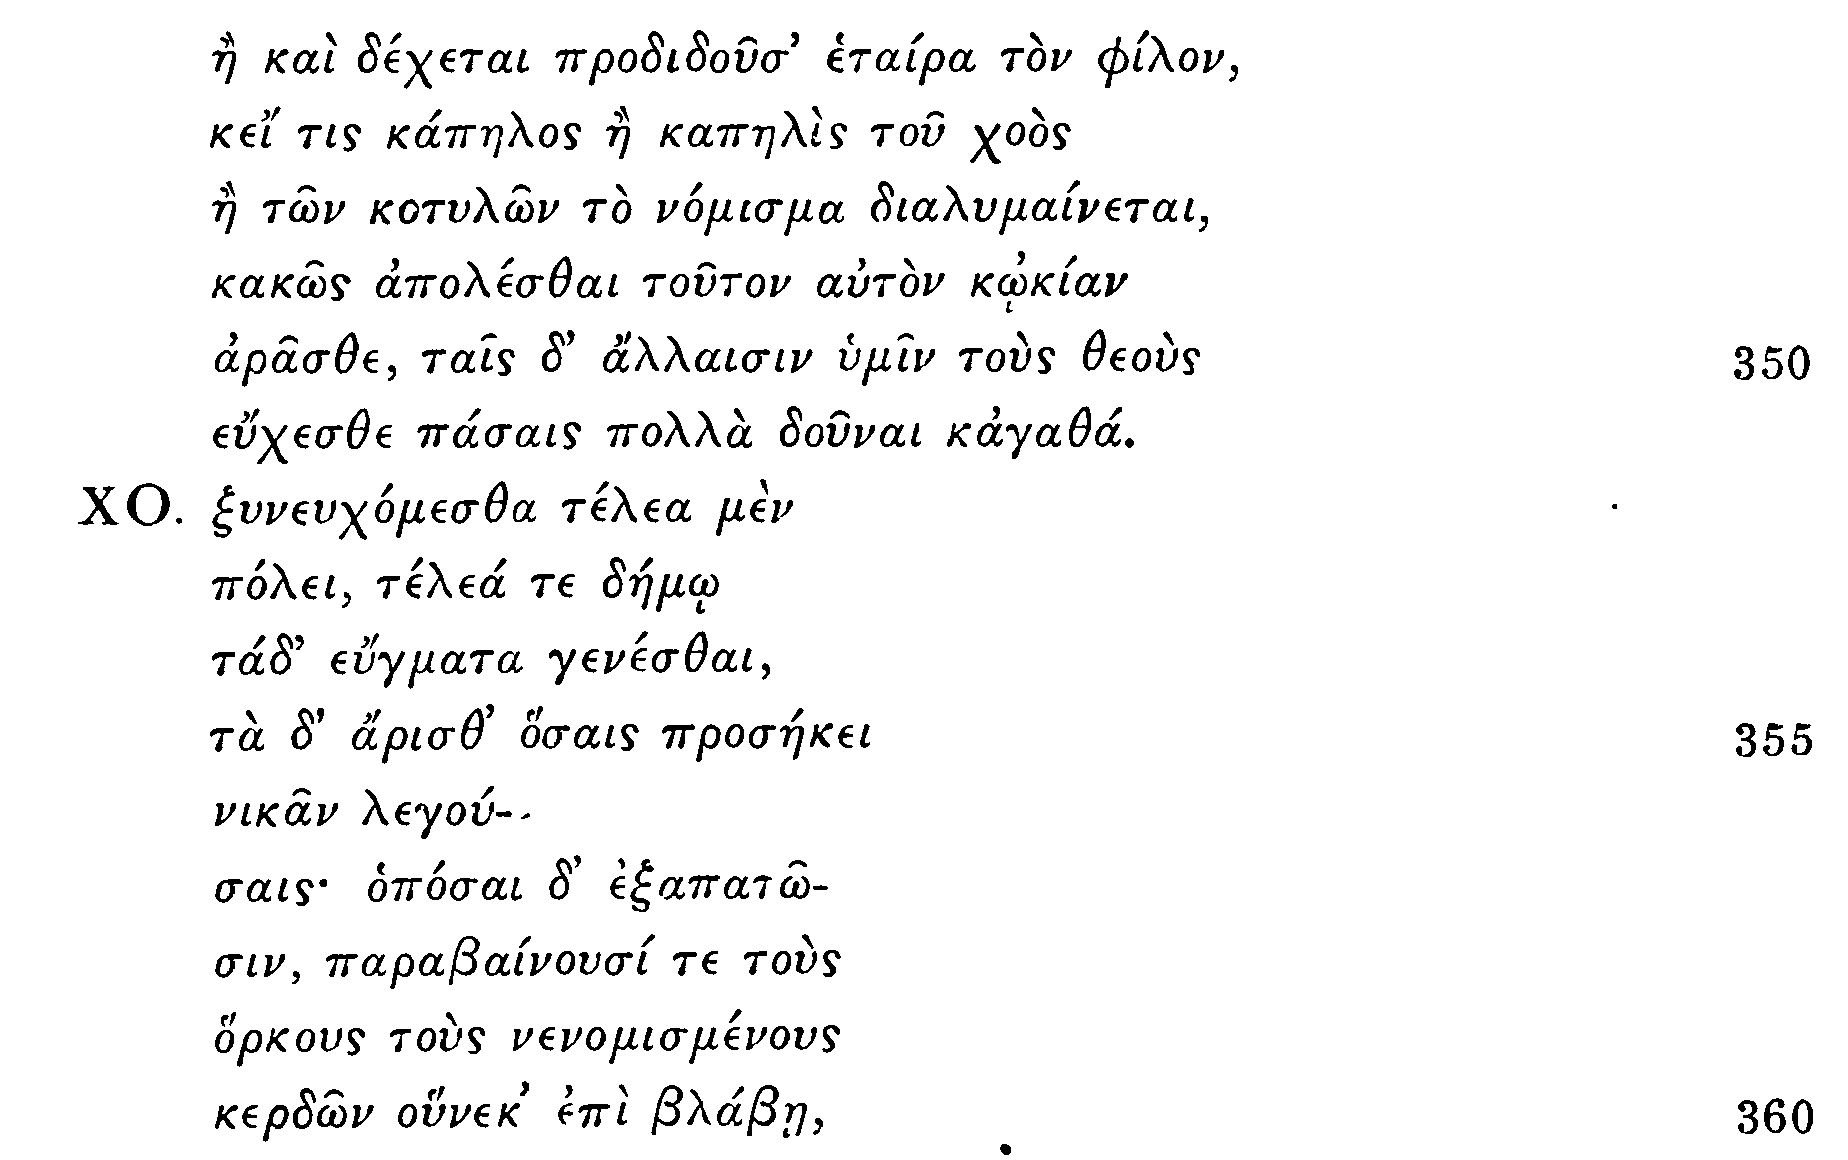 ἢ καὶ δέχεται προδιδοῦσ’ ἑταίρα τὸν φίλον,
κεἴ τις κάπηλος ἢ καπηλὶς τοῦ χοὸς
ἢ τῶν κοτυλῶν τὸ νόμισμα διαλυμαίνεται,
κακῶς ἀπολέσθαι τοῦτον αὐτὸν κᾠκίαν
ἀρᾶσθε, ταῖς δ’ ἄλλαισιν ὑμῖν τοὺς θεοὺς 350
εὔχεσθε πάσαις πολλὰ δοῦναι κἀγαθά.
ΧΟ. ξυνευχόμεσθα τέλεα μὲν
πόλει, τέλεά τε δήμῳ
τάδ’ εὔγματα γενέσθαι,
τὰ δ’ ἄρισθ’ ὅσαις προσήκει 355
νικᾶν λεγού-
σαις· ὁπόσαι δ’ ἐξαπατῶ-
σιν, παραβαίνουσί τε τοὺς
ὅρκους τοὺς νενομισμένους
κερδῶν οὕνεκ’ ἐπὶ βλάβῃ, 360